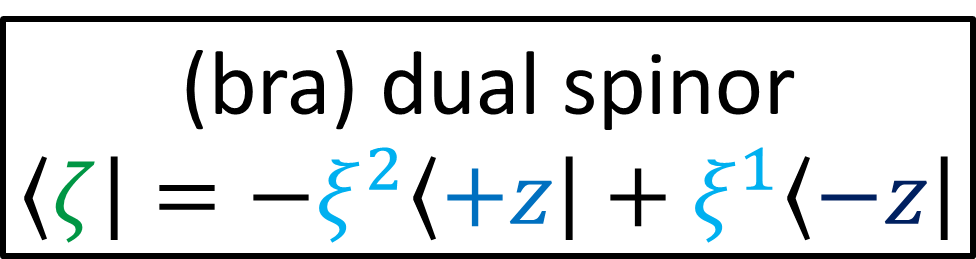 (bra) dual spinor
⟨ζ| = −ξ²⟨+z| + ξ¹⟨−z|